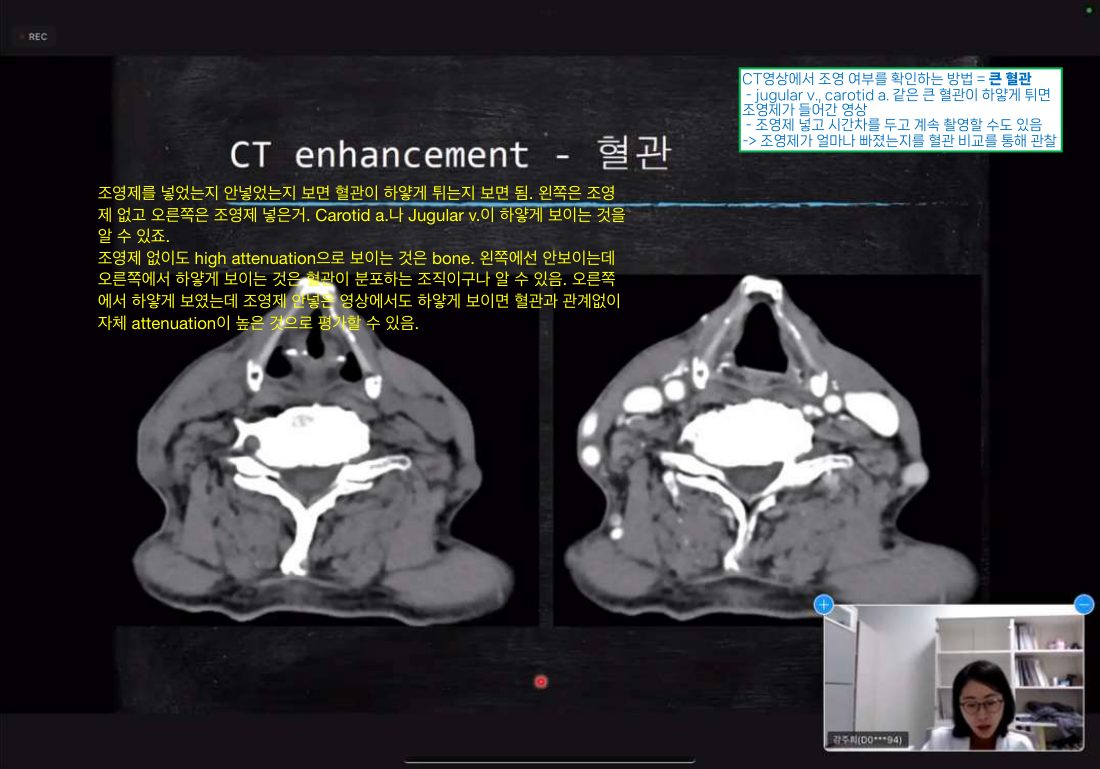 REC
CT영상에서 조영 여부를 확인하는 방법 = 큰 혈관
- jugular v., carotid a. 같은 큰 혈관이 하얗게 튀면
조영제가 들어간 영상
- 조영제 넣고 시간차를 두고 계속 촬영할 수도 있음
-> 조영제가 얼마나 빠졌는지를 혈관 비교를 통해 관찰
CT enhancement - 혈관
조영제를 넣었는지 안넣었는지 보면 혈관이 하얗게 튀는지 보면 됨. 왼쪽은 조영
제 없고 오른쪽은 조영제 넣은거. Carotid a.나 Jugular v.이 하얗게 보이는 것을
알 수 있죠.
조영제 없이도 high attenuation으로 보이는 것은 bone. 왼쪽에선 안보이는데
오른쪽에서 하얗게 보이는 것은 혈관이 분포하는 조직이구나 알 수 있음. 오른쪽
에서 하얗게 보였는데 조영제 안넣은 영상에서도 하얗게 보이면 혈관과 관계없이
자체 attenuation이 높은 것으로 평가할 수 있음.
강주희(D0***94)